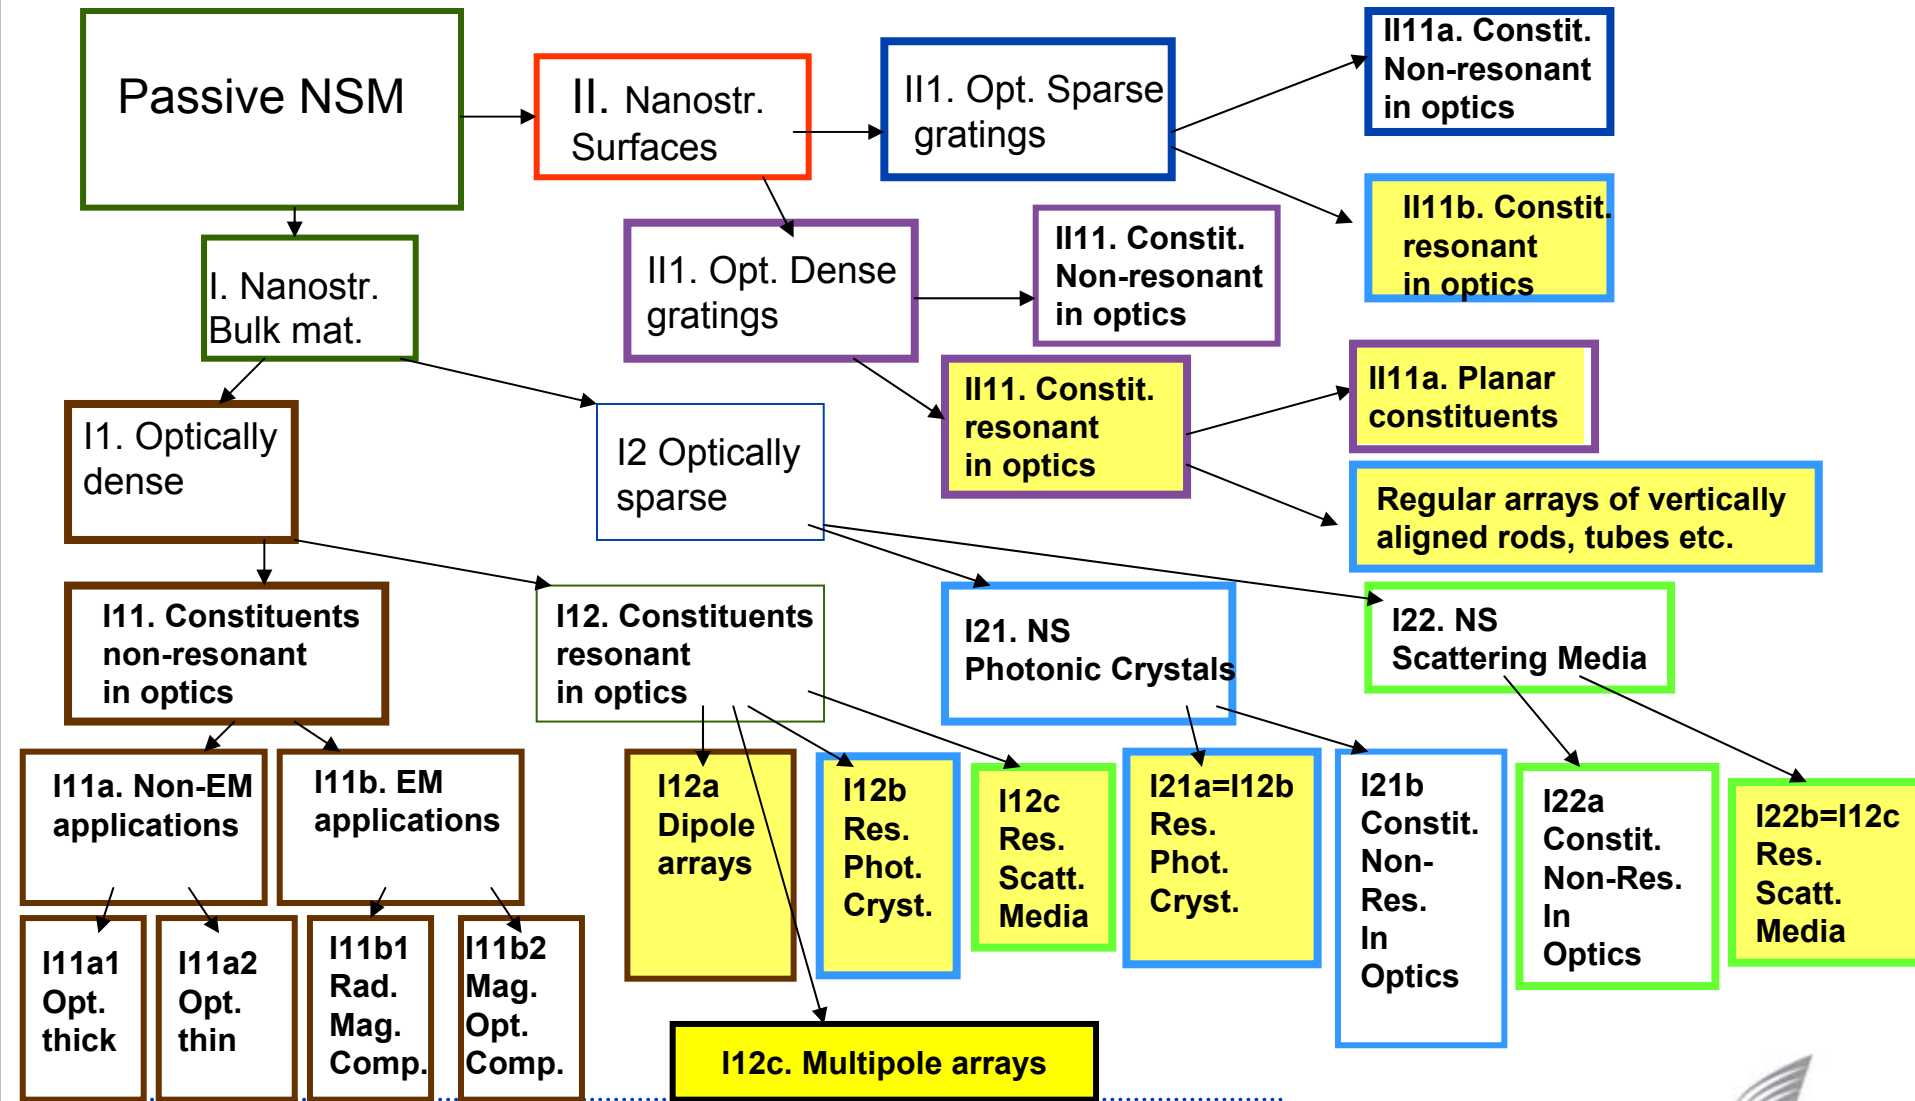 Passive NSM
II. Nanostr.
Surfaces
II1. Opt. Sparse
gratings
II11a. Constit.
Non-resonant
in optics
II11b. Constit.
resonant
in optics
I. Nanostr.
Bulk mat.
II1. Opt. Dense
gratings
II11. Constit.
Non-resonant
in optics
II11. Constit.
resonant
in optics
II11a. Planar
constituents
Regular arrays of vertically
aligned rods, tubes etc.
I1. Optically
dense
I2 Optically
sparse
I11. Constituents
non-resonant
in optics
I12. Constituents
resonant
in optics
I21. NS
Photonic Crystals
I22. NS
Scattering Media
I11a. Non-EM
applications
I11b. EM
applications
I12a
Dipole
arrays
I12b
Res.
Phot.
Cryst.
I12c
Res.
Scatt.
Media
I21a=I12b
Res.
Phot.
Cryst.
I21b
Constit.
Non-
Res.
In
Optics
I22a
Constit.
Non-Res.
In
Optics
I22b=I12c
Res.
Scatt.
Media
I11a1
Opt.
thick
I11a2
Opt.
thin
I11b1
Rad.
Mag.
Comp.
I11b2
Mag.
Opt.
Comp.
I12c. Multipole arrays